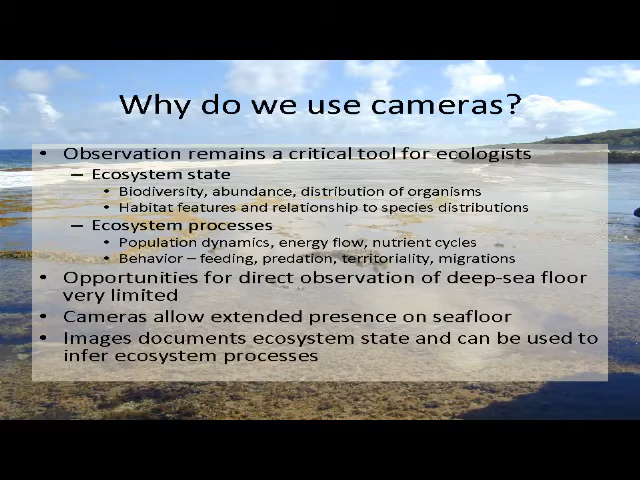 Why do we use cameras?
• Observation remains a critical tool for ecologists
– Ecosystem state
• Biodiversity, abundance, distribution of organisms
• Habitat features and relationship to species distributions
– Ecosystem processes
• Population dynamics, energy flow, nutrient cycles
• Behavior – feeding, predation, territoriality, migrations
• Opportunities for direct observation of deep-sea floor
very limited
• Cameras allow extended presence on seafloor
• Images documents ecosystem state and can be used to
infer ecosystem processes